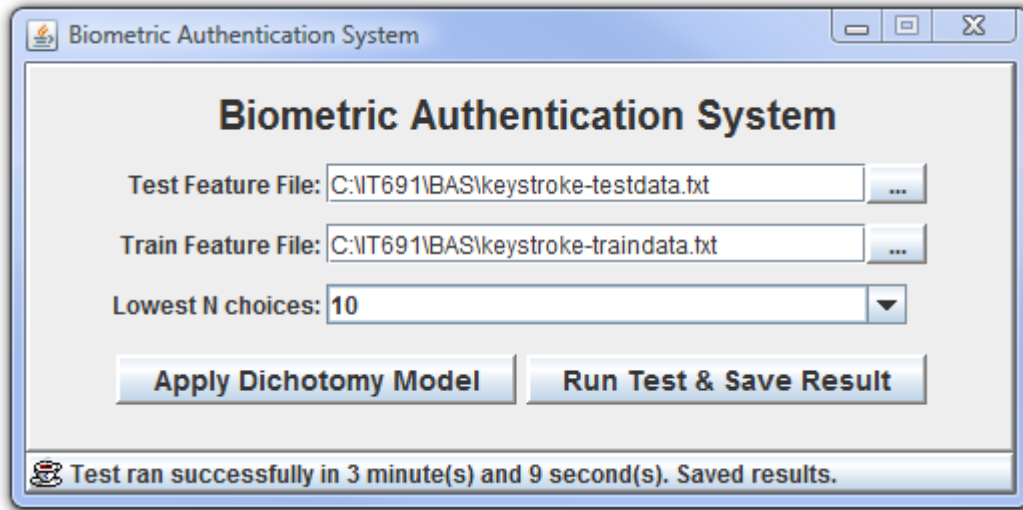 Biometric Authentication System
Biometric Authentication System
Test Feature File: C:\IT691\BAS\keystroke-testdata.txt ...
Train Feature File: C:\IT691\BAS\keystroke-traindata.txt ...
Lowest N choices: 10
Apply Dichotomy Model Run Test & Save Result
Test ran successfully in 3 minute(s) and 9 second(s). Saved results.